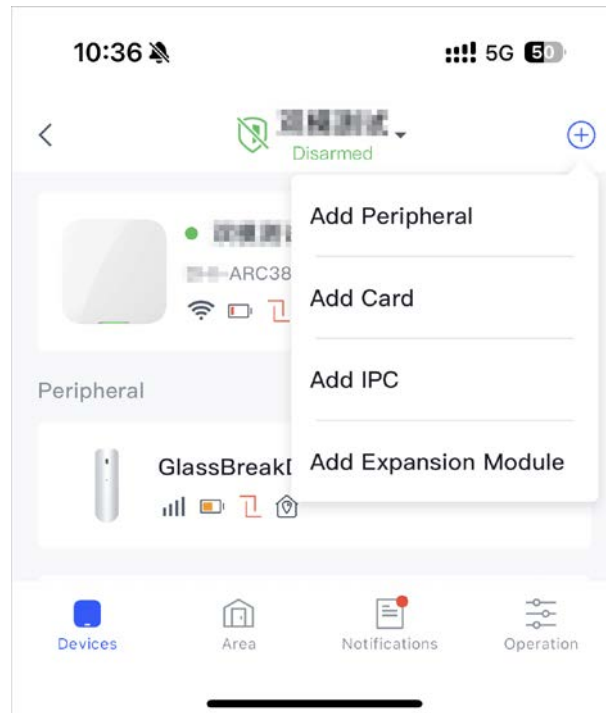 10:36
5G 50
Disarmed
Add Peripheral
ARC38
Add Card
Peripheral
Add IPC
GlassBreak
Add Expansion Module
Devices
Area
Notifications
Operation